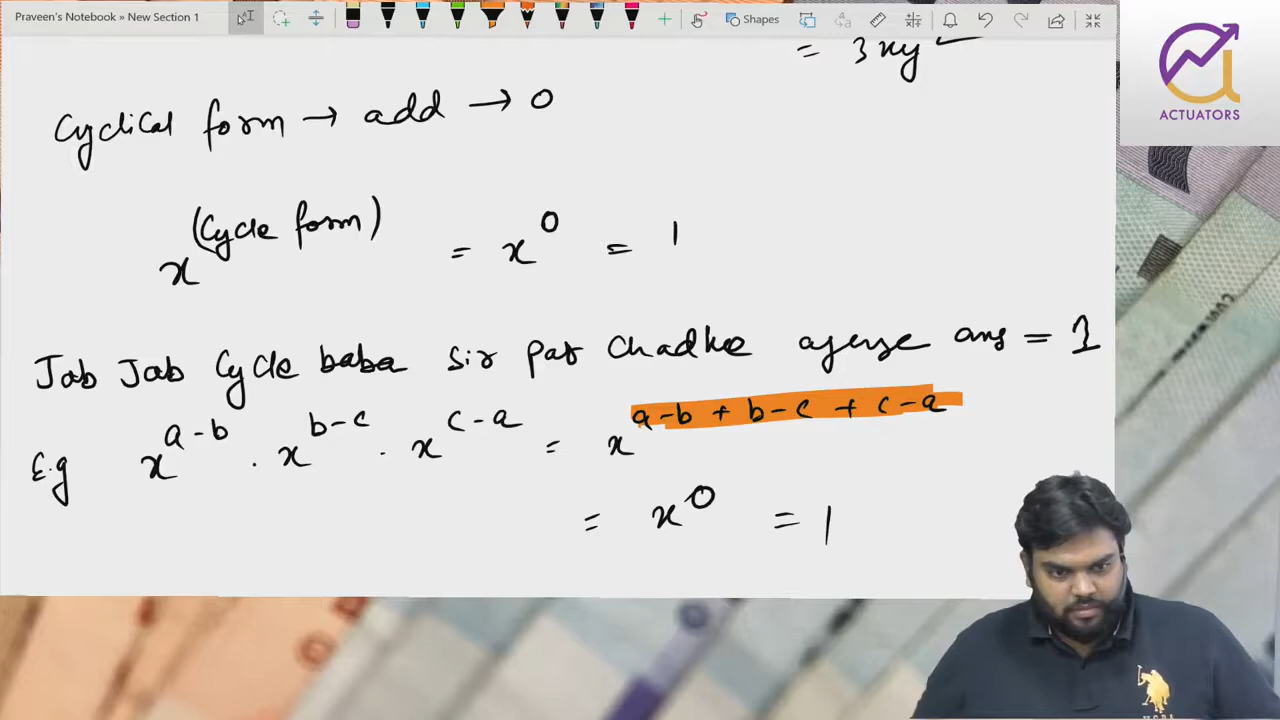 Praveen's Notebook » New Section 1
Shapes
ACTUATORS
= 3xy
Cyclical form → add → 0
x^(Cycle form) = x^0 = 1
Jab Jab Cycle baba sir par Chadke ayenge ans = 1
E.g x^(a-b) . x^(b-c) . x^(c-a) = x^(a-b + b-c + c-a)
= x^0 = 1